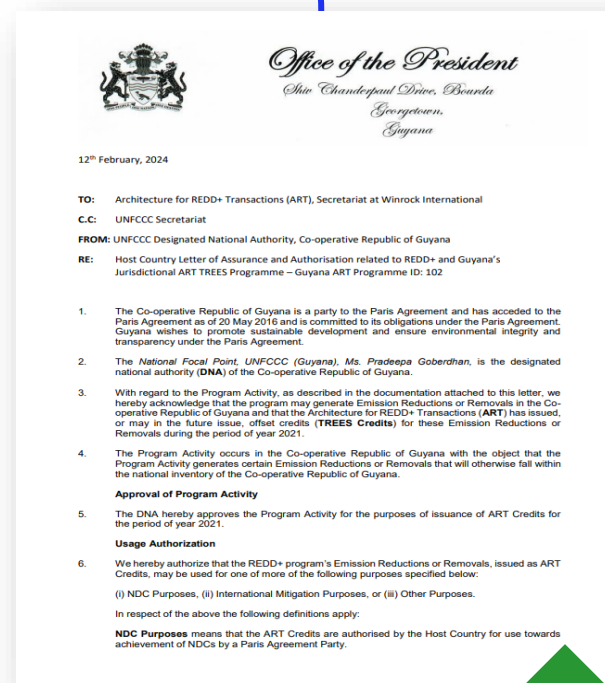 Office of the President
Shiv Chanderpaul Drive, Bourda
Georgetown,
Guyana
12th February, 2024
TO: Architecture for REDD+ Transactions (ART), Secretariat at Winrock International
C.C: UNFCCC Secretariat
FROM: UNFCCC Designated National Authority, Co-operative Republic of Guyana
RE: Host Country Letter of Assurance and Authorisation related to REDD+ and Guyana's
Jurisdictional ART TREES Programme – Guyana ART Programme ID: 102
1. The Co-operative Republic of Guyana is a party to the Paris Agreement and has acceded to the
Paris Agreement as of 20 May 2016 and is committed to its obligations under the Paris Agreement.
Guyana wishes to promote sustainable development and ensure environmental integrity and
transparency under the Paris Agreement.
2. The National Focal Point, UNFCCC (Guyana), Ms. Pradeepa Goberdhan, is the designated
national authority (DNA) of the Co-operative Republic of Guyana.
3. With regard to the Program Activity, as described in the documentation attached to this letter, we
hereby acknowledge that the program may generate Emission Reductions or Removals in the Co-
operative Republic of Guyana and that the Architecture for REDD+ Transactions (ART) has issued,
or may in the future issue, offset credits (TREES Credits) for these Emission Reductions or
Removals during the period of year 2021.
4. The Program Activity occurs in the Co-operative Republic of Guyana with the object that the
Program Activity generates certain Emission Reductions or Removals that will otherwise fall within
the national inventory of the Co-operative Republic of Guyana.
Approval of Program Activity
5. The DNA hereby approves the Program Activity for the purposes of issuance of ART Credits for
the period of year 2021.
Usage Authorization
6. We hereby authorize that the REDD+ program's Emission Reductions or Removals, issued as ART
Credits, may be used for one of more of the following purposes specified below:
(i) NDC Purposes, (ii) International Mitigation Purposes, or (iii) Other Purposes.
In respect of the above the following definitions apply:
NDC Purposes means that the ART Credits are authorised by the Host Country for use towards
achievement of NDCs by a Paris Agreement Party.